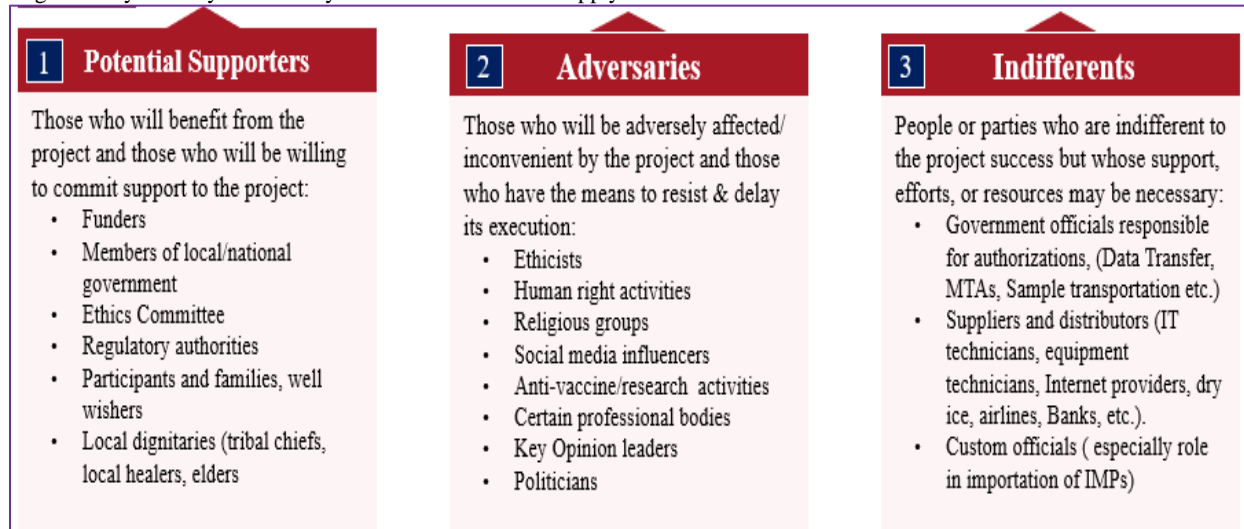 1 Potential Supporters
Those who will benefit from the
project and those who will be willing
to commit support to the project:
• Funders
• Members of local/national
government
• Ethics Committee
• Regulatory authorities
• Participants and families, well
wishers
• Local dignitaries (tribal chiefs,
local healers, elders
2 Adversaries
Those who will be adversely affected/
inconvenient by the project and those
who have the means to resist & delay
its execution:
• Ethicists
• Human right activities
• Religious groups
• Social media influencers
• Anti-vaccine/research activities
• Certain professional bodies
• Key Opinion leaders
• Politicians
3 Indifferents
People or parties who are indifferent to
the project success but whose support,
efforts, or resources may be necessary:
• Government officials responsible
for authorizations, (Data Transfer,
MTAs, Sample transportation etc.)
• Suppliers and distributors (IT
technicians, equipment
technicians, Internet providers, dry
ice, airlines, Banks, etc.).
• Custom officials ( especially role
in importation of IMPs)